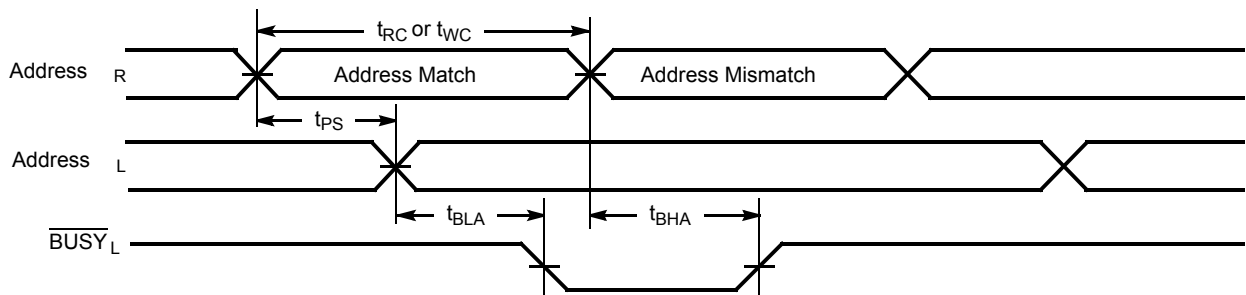 tRC or tWC
Address R
Address Match
Address Mismatch
tPS
Address L
tBLA
tBHA
BUSYL